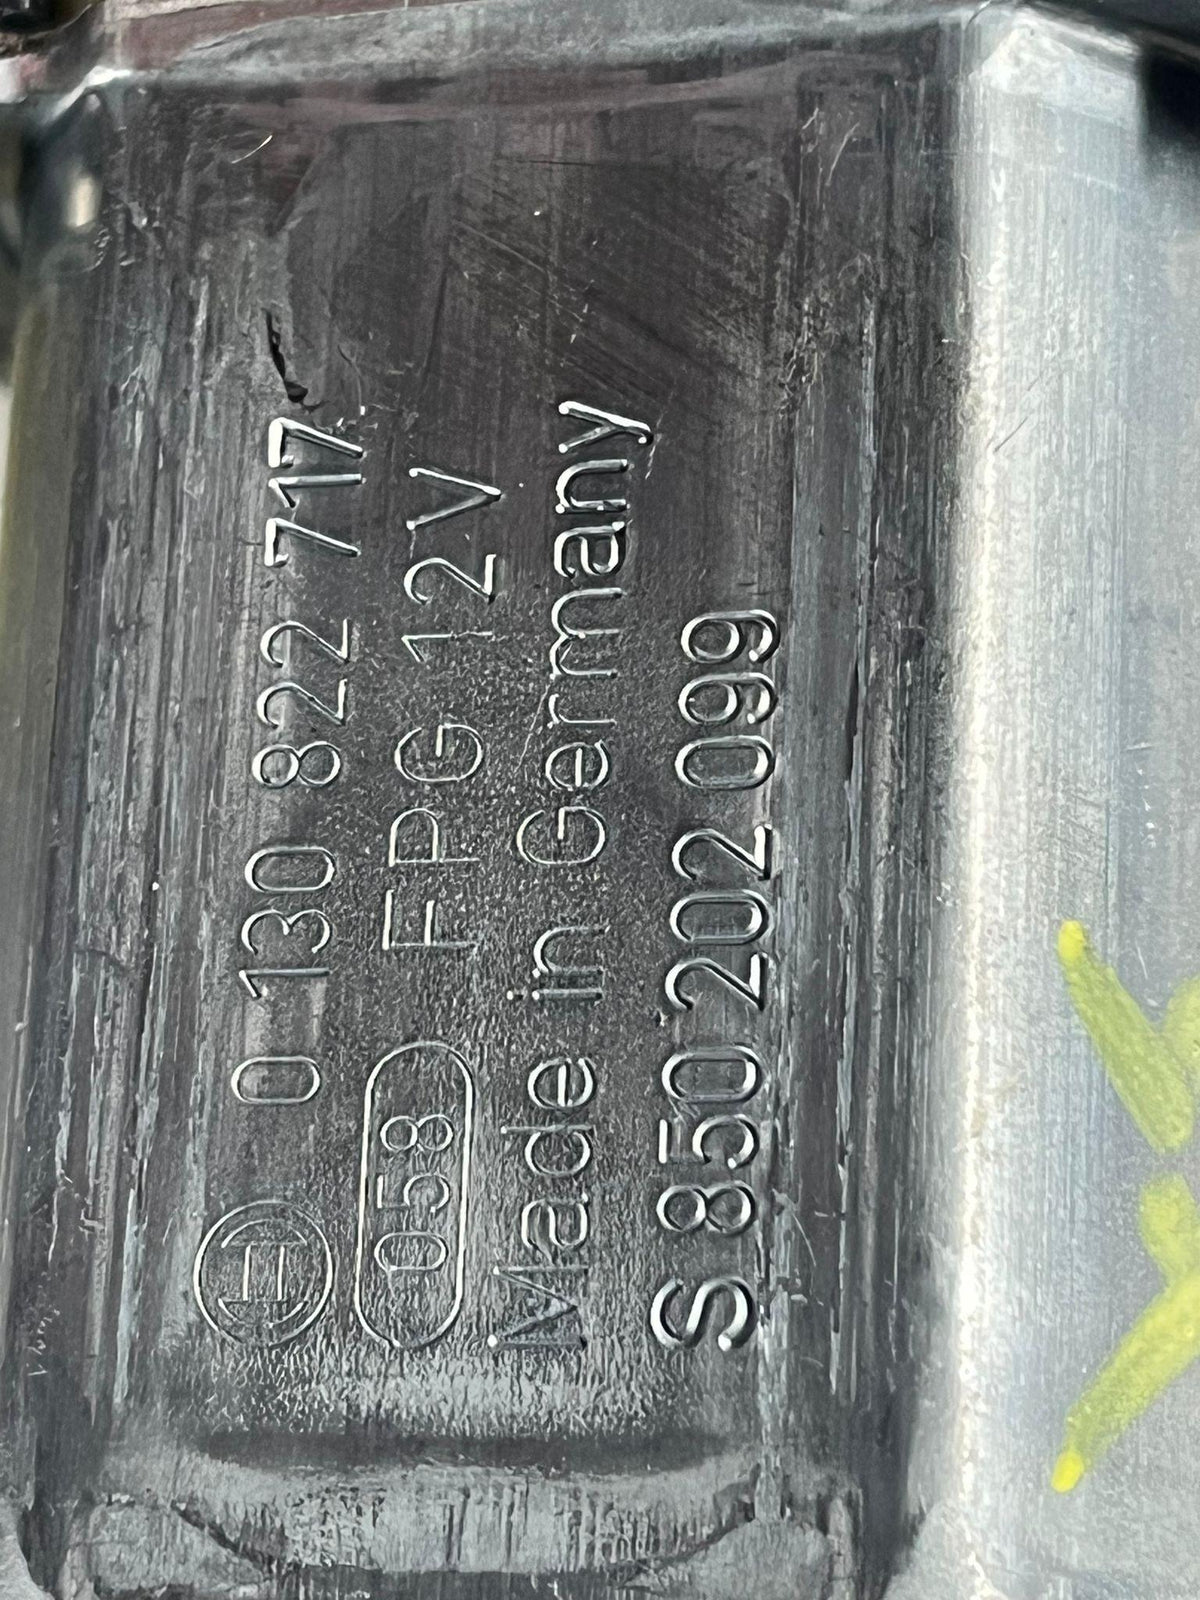 0 130 822 717
058 FPG 12V
Made in Germany
S 850 202 099